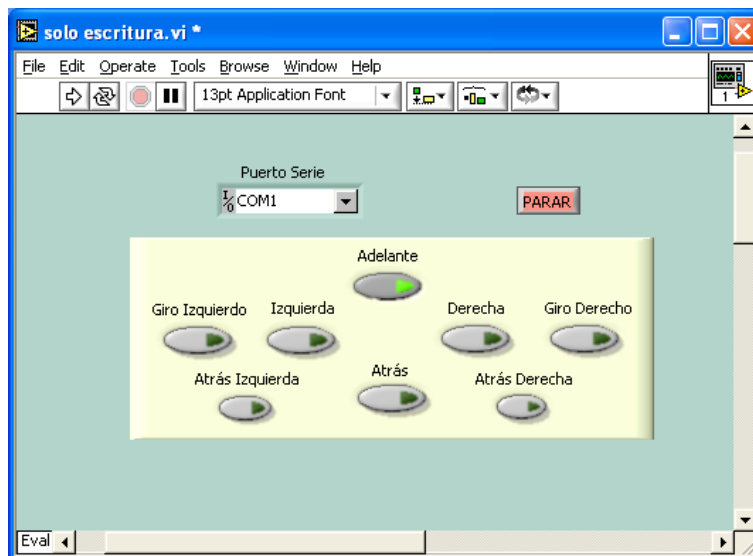 solo escritura.vi *
File Edit Operate Tools Browse Window Help
13pt Application Font
1
Puerto Serie
I/O COM1
PARAR
Adelante
Giro Izquierdo Izquierda Derecha Giro Derecho
Atrás Izquierda Atrás Atrás Derecha
Eval